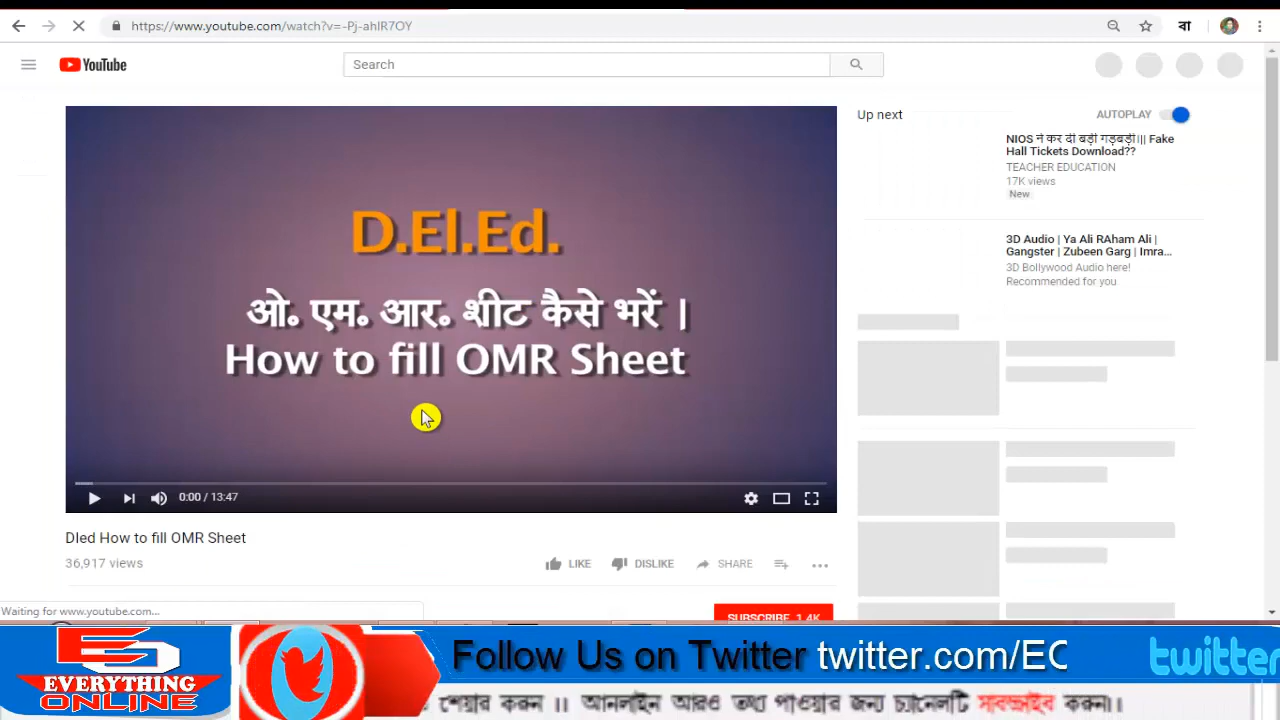 https://www.youtube.com/watch?v=-Pj-ahlR7OY
বা
YouTube
Search
D.El.Ed.
ओ. एम. आर. शीट कैसे भरें ।
How to fill OMR Sheet
0:00 / 13:47
Dled How to fill OMR Sheet
36,917 views
LIKE
DISLIKE
SHARE
SUBSCRIBE 1.4K
Up next
AUTOPLAY
NIOS ने कर दी बड़ी गड़बड़ी।|| Fake
Hall Tickets Download??
TEACHER EDUCATION
17K views
New
3D Audio | Ya Ali RAham Ali |
Gangster | Zubeen Garg | Imra...
3D Bollywood Audio here!
Recommended for you
Waiting for www.youtube.com...
EVERYTHING
ONLINE
Follow Us on Twitter twitter.com/EC
twitter
শেয়ার করুন ।। আনলাইন আরও তথ্য পাওয়ার জন্য চ্যানেলটি সাবস্ক্রাইব করুন।।